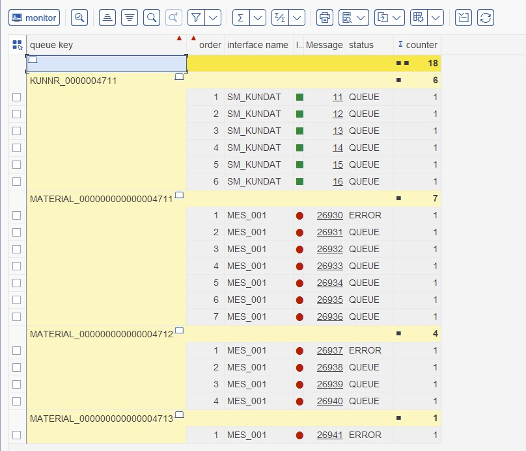 monitor
queue key order interface name I.. Message status Σ counter
18
KUNNR_0000004711 6
1 SM_KUNDAT 11 QUEUE 1
2 SM_KUNDAT 12 QUEUE 1
3 SM_KUNDAT 13 QUEUE 1
4 SM_KUNDAT 14 QUEUE 1
5 SM_KUNDAT 15 QUEUE 1
6 SM_KUNDAT 16 QUEUE 1
MATERIAL_000000000000004711 7
1 MES_001 26930 ERROR 1
2 MES_001 26931 QUEUE 1
3 MES_001 26932 QUEUE 1
4 MES_001 26933 QUEUE 1
5 MES_001 26934 QUEUE 1
6 MES_001 26935 QUEUE 1
7 MES_001 26936 QUEUE 1
MATERIAL_000000000000004712 4
1 MES_001 26937 ERROR 1
2 MES_001 26938 QUEUE 1
3 MES_001 26939 QUEUE 1
4 MES_001 26940 QUEUE 1
MATERIAL_000000000000004713 1
1 MES_001 26941 ERROR 1